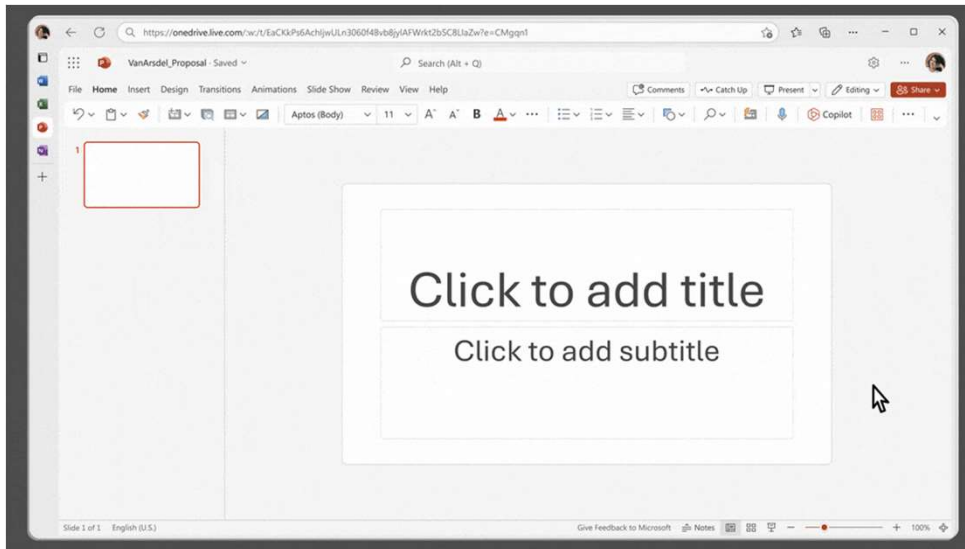 https://onedrive.live.com/:w:/t/EaCKkPs6AchljwULn3060f48vb8jylAFWrkt2b5C8LlaZw?e=CMgqn1
VanArsdel_Proposal · Saved
Search (Alt + Q)
File Home Insert Design Transitions Animations Slide Show Review View Help
Comments Catch Up Present Editing Share
Aptos (Body) 11 A A B A Copilot
1
Click to add title
Click to add subtitle
Slide 1 of 1 English (U.S.) Give Feedback to Microsoft Notes 100%